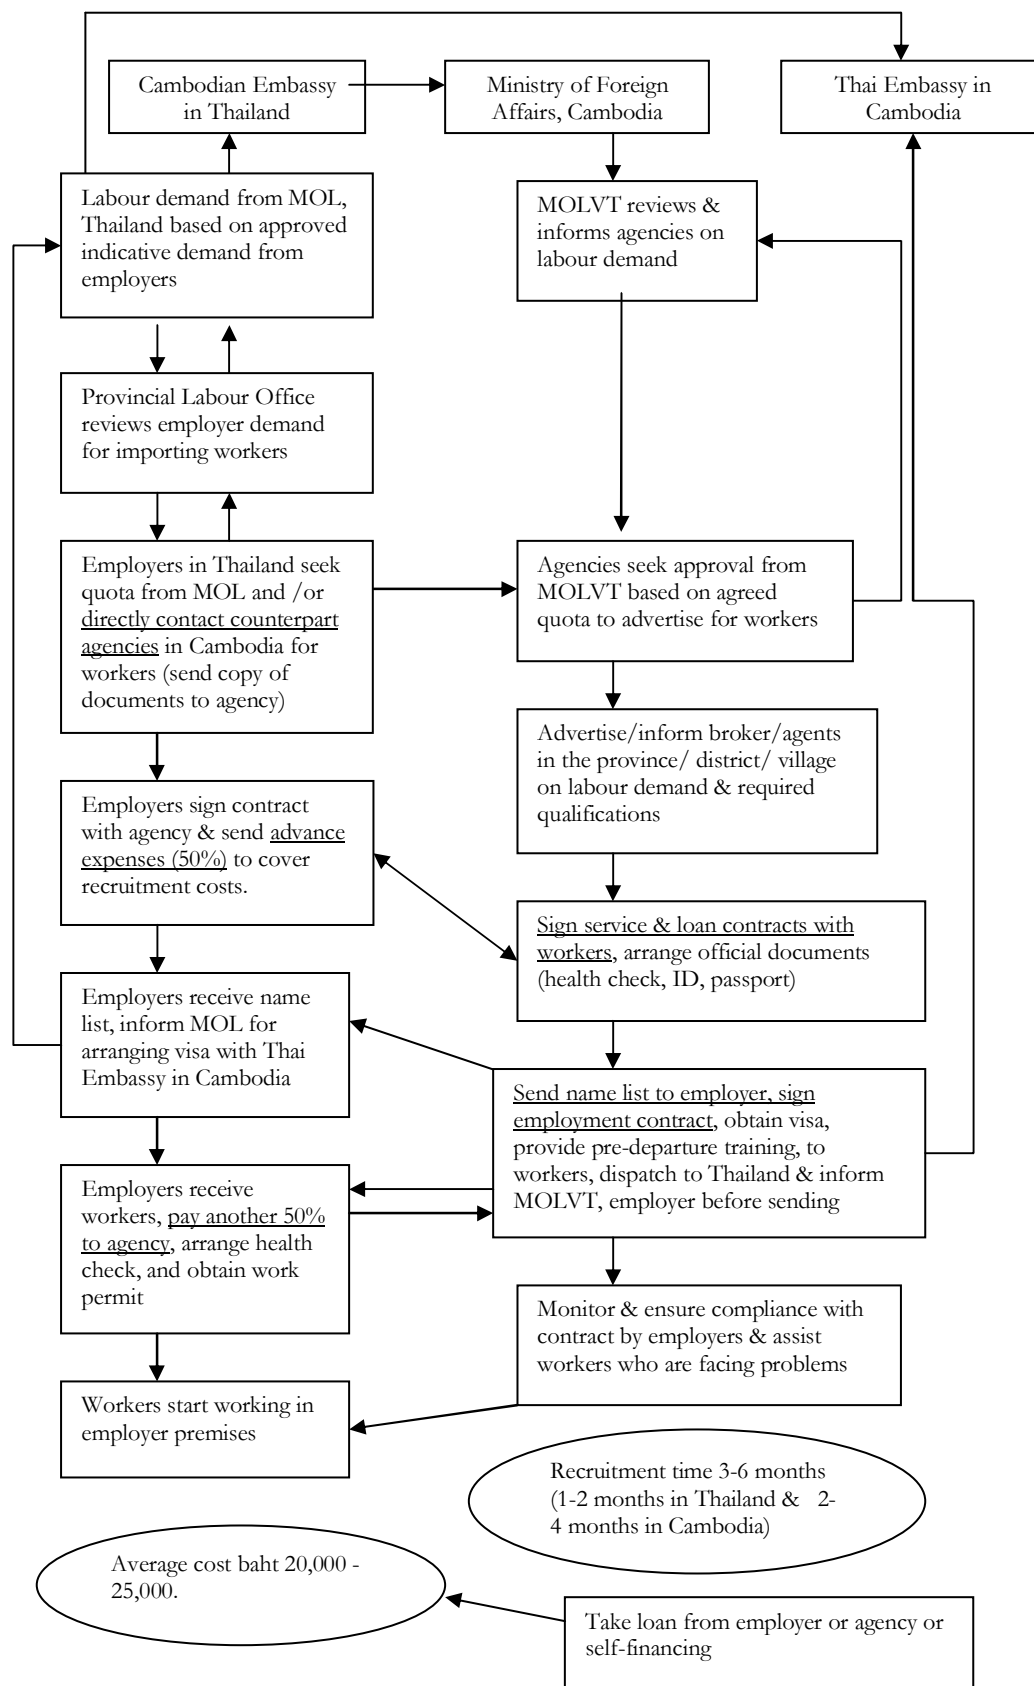 Cambodian Embassy
in Thailand
Ministry of Foreign
Affairs, Cambodia
Thai Embassy in
Cambodia
Labour demand from MOL,
Thailand based on approved
indicative demand from
employers
MOLVT reviews &
informs agencies on
labour demand
Provincial Labour Office
reviews employer demand
for importing workers
Employers in Thailand seek
quota from MOL and /or
directly contact counterpart
agencies in Cambodia for
workers (send copy of
documents to agency)
Agencies seek approval from
MOLVT based on agreed
quota to advertise for workers
Advertise/inform broker/agents
in the province/ district/ village
on labour demand & required
qualifications
Employers sign contract
with agency & send advance
expenses (50%) to cover
recruitment costs.
Sign service & loan contracts with
workers, arrange official documents
(health check, ID, passport)
Employers receive name
list, inform MOL for
arranging visa with Thai
Embassy in Cambodia
Send name list to employer, sign
employment contract, obtain visa,
provide pre-departure training, to
workers, dispatch to Thailand & inform
MOLVT, employer before sending
Employers receive
workers, pay another 50%
to agency, arrange health
check, and obtain work
permit
Monitor & ensure compliance with
contract by employers & assist
workers who are facing problems
Workers start working in
employer premises
Recruitment time 3-6 months
(1-2 months in Thailand & 2-
4 months in Cambodia)
Average cost baht 20,000 -
25,000.
Take loan from employer or agency or
self-financing